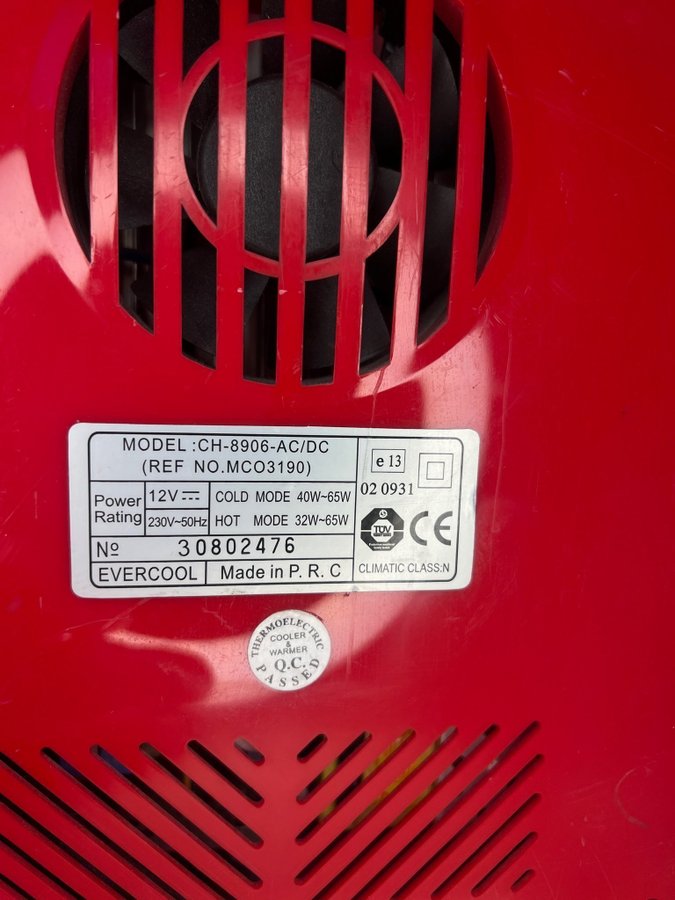 MODEL :CH-8906-AC/DC
(REF NO.MCO3190)
Power Rating
12V
230V~50Hz
COLD MODE 40W~65W
HOT MODE 32W~65W
Nº 30802476
EVERCOOL
Made in P. R. C
e 13
02 0931
TÜV
CE
CLIMATIC CLASS:N
THERMOELECTRIC
COOLER
&
WARMER
Q.C.
PASSED